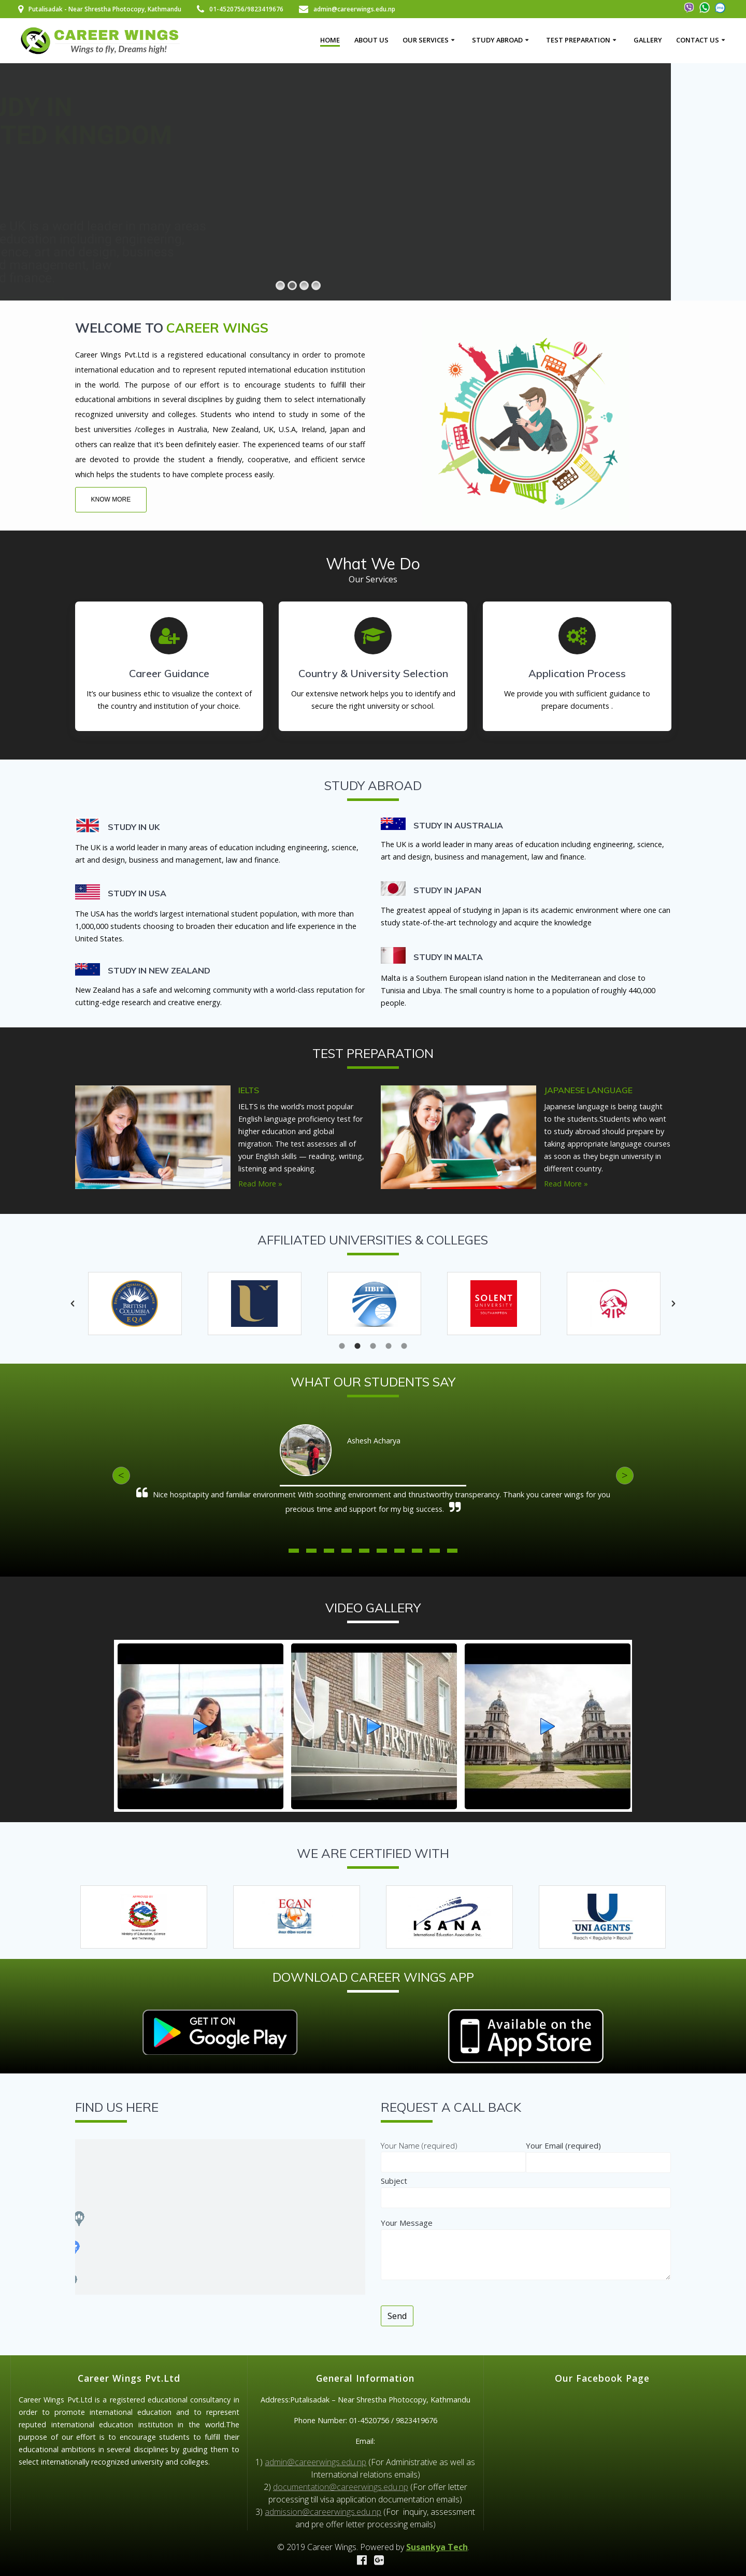 Putalisadak - Near Shrestha Photocopy, Kathmandu 01-4520756/9823419676 admin@careerwings.edu.np
CAREER WINGS
Wings to fly, Dreams high!
HOME ABOUT US OUR SERVICES STUDY ABROAD TEST PREPARATION GALLERY CONTACT US
UDY IN
TED KINGDOM
WELCOME TO CAREER WINGS
Career Wings Pvt.Ltd is a registered educational consultancy in order to promote
international education and to represent reputed international education institution
in the world. The purpose of our effort is to encourage students to fulfill their
educational ambitions in several disciplines by guiding them to select internationally
recognized university and colleges. Students who intend to study in some of the
best universities /colleges in Australia, New Zealand, UK, U.S.A, Ireland, Japan and
others can realize that it's been definitely easier. The experienced teams of our staff
are devoted to provide the student a friendly, cooperative, and efficient service
which helps the students to have complete process easily.
KNOW MORE
What We Do
Our Services
Career Guidance
It's our business ethic to visualize the context of
the country and institution of your choice.
Country & University Selection
Our extensive network helps you to identify and
secure the right university or school.
Application Process
We provide you with sufficient guidance to
prepare documents .
STUDY ABROAD
STUDY IN UK
The UK is a world leader in many areas of education including engineering, science,
art and design, business and management, law and finance.
STUDY IN USA
The USA has the world's largest international student population, with more than
1,000,000 students choosing to broaden their education and life experience in the
United States.
STUDY IN NEW ZEALAND
New Zealand has a safe and welcoming community with a world-class reputation for
cutting-edge research and creative energy.
STUDY IN AUSTRALIA
The UK is a world leader in many areas of education including engineering, science,
art and design, business and management, law and finance.
STUDY IN JAPAN
The greatest appeal of studying in Japan is its academic environment where one can
study state-of-the-art technology and acquire the knowledge
STUDY IN MALTA
Malta is a Southern European island nation in the Mediterranean and close to
Tunisia and Libya. The small country is home to a population of roughly 440,000
people.
TEST PREPARATION
IELTS
IELTS is the world's most popular
English language proficiency test for
higher education and global
migration. The test assesses all of
your English skills — reading, writing,
listening and speaking.
Read More »
JAPANESE LANGUAGE
Japanese language is being taught
to the students.Students who want
to study abroad should prepare by
taking appropriate language courses
as soon as they begin university in
different country.
Read More »
AFFILIATED UNIVERSITIES & COLLEGES
BRITISH COLUMBIA
EQA
IIBIT
SOLENT
UNIVERSITY
SOUTHAMPTON
AIP
WHAT OUR STUDENTS SAY
Ashesh Acharya
< >
Nice hospitapity and familiar environment With soothing environment and thrustworthy transperancy. Thank you career wings for you
precious time and support for my big success.
VIDEO GALLERY
UNIVERSITY OF WES
WE ARE CERTIFIED WITH
Ministry of Education, Science
and Technology
ECAN
ISANA
International Education Association Inc.
UNI AGENTS
Reach • Regulate • Recruit
DOWNLOAD CAREER WINGS APP
GET IT ON
Google Play
Available on the
App Store
FIND US HERE
REQUEST A CALL BACK
Your Name (required) Your Email (required)
Subject
Your Message
Send
Career Wings Pvt.Ltd
Career Wings Pvt.Ltd is a registered educational consultancy in
order to promote international education and to represent
reputed international education institution in the world.The
purpose of our effort is to encourage students to fulfill their
educational ambitions in several disciplines by guiding them to
select internationally recognized university and colleges.
General Information
Address:Putalisadak – Near Shrestha Photocopy, Kathmandu
Phone Number: 01-4520756 / 9823419676
Email:
1) admin@careerwings.edu.np (For Administrative as well as
International relations emails)
2) documentation@careerwings.edu.np (For offer letter
processing till visa application documentation emails)
3) admission@careerwings.edu.np (For inquiry, assessment
and pre offer letter processing emails)
Our Facebook Page
© 2019 Career Wings. Powered by Susankya Tech